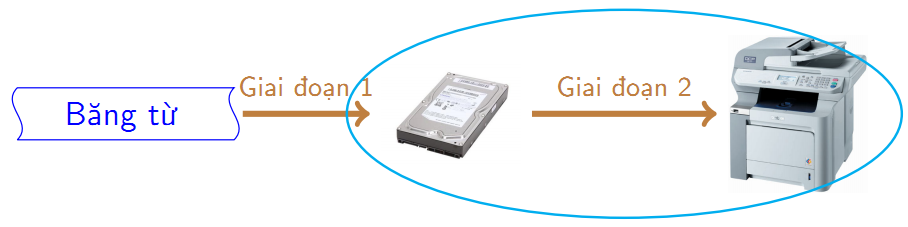 Băng từ
Giai đoạn 1
Giai đoạn 2